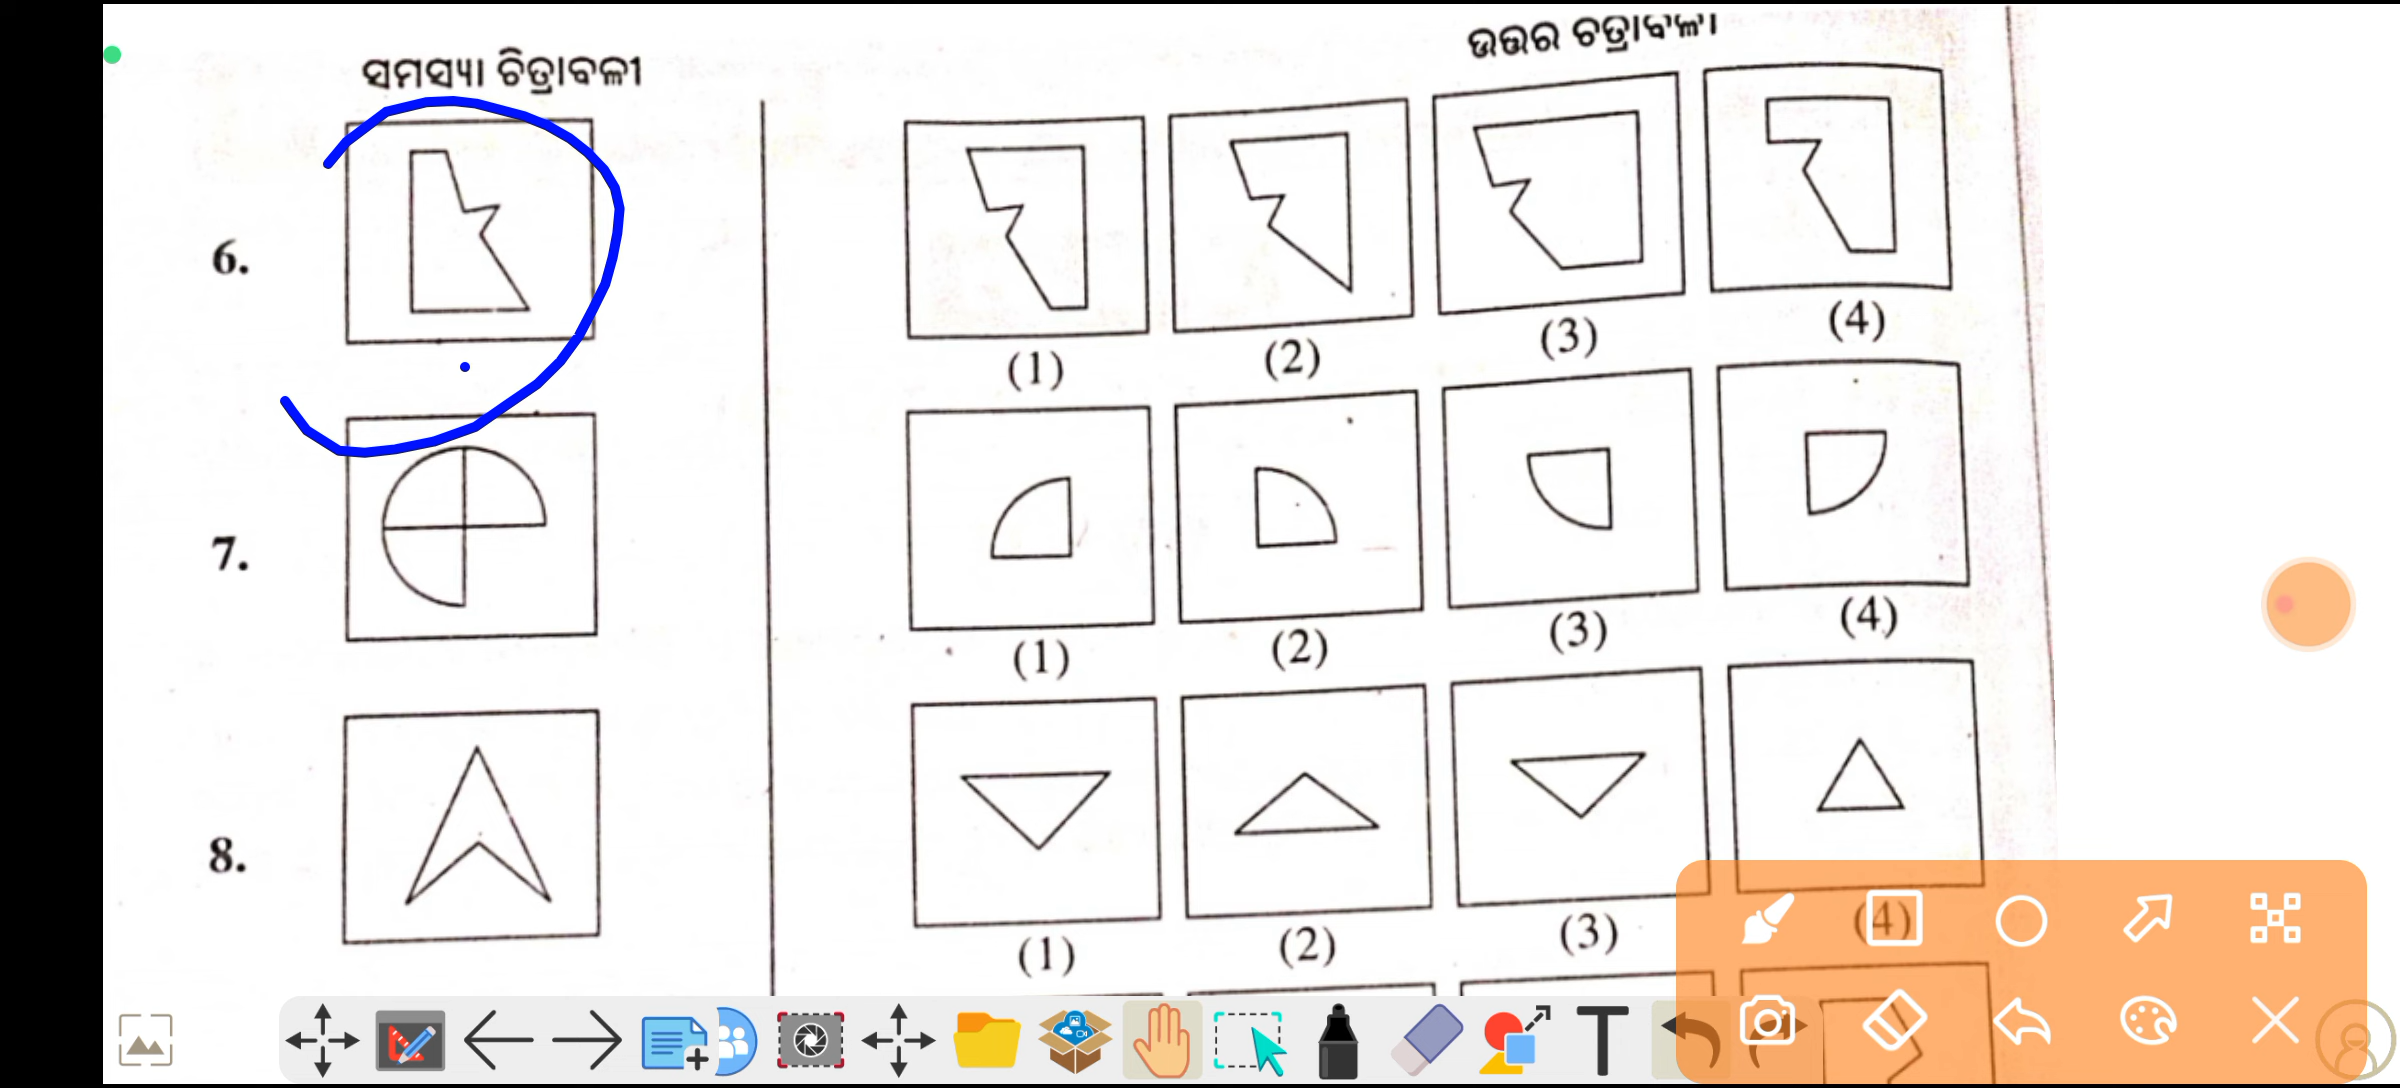 ସମସ୍ୟା ଚିତ୍ରାବଳୀ
ଉତ୍ତର ଚିତ୍ରାବଳୀ
6.
(1) (2) (3) (4)
7.
(1) (2) (3) (4)
8.
(1) (2) (3) (4)